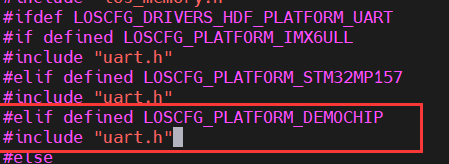 #include "los_memory.h"
#ifdef LOSCFG_DRIVERS_HDF_PLATFORM_UART
#if defined LOSCFG_PLATFORM_IMX6ULL
#include "uart.h"
#elif defined LOSCFG_PLATFORM_STM32MP157
#include "uart.h"
#elif defined LOSCFG_PLATFORM_DEMOCHIP
#include "uart.h"
#else